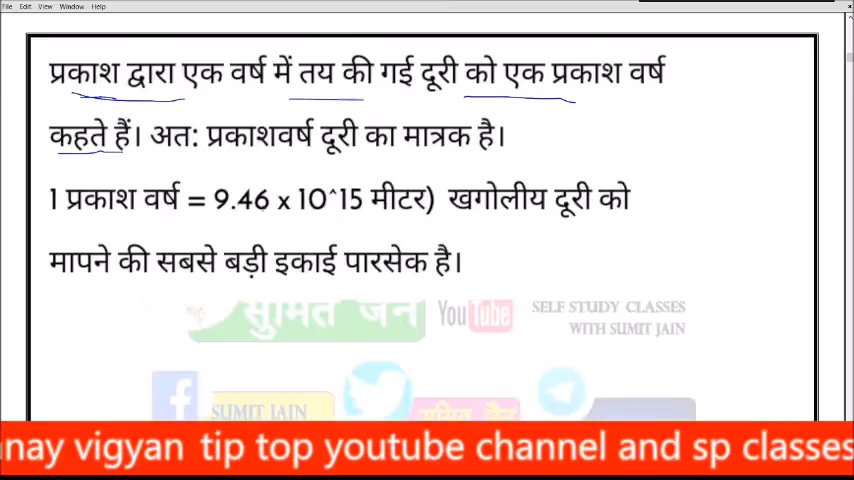 File Edit View Window Help
प्रकाश द्वारा एक वर्ष में तय की गई दूरी को एक प्रकाश वर्ष
कहते हैं। अत: प्रकाशवर्ष दूरी का मात्रक है।
1 प्रकाश वर्ष = 9.46 x 10^15 मीटर) खगोलीय दूरी को
मापने की सबसे बड़ी इकाई पारसेक है।
सुमित जैन YouTube SELF STUDY CLASSES
WITH SUMIT JAIN
SUMIT JAIN सुमित जैन
nay vigyan tip top youtube channel and sp classes